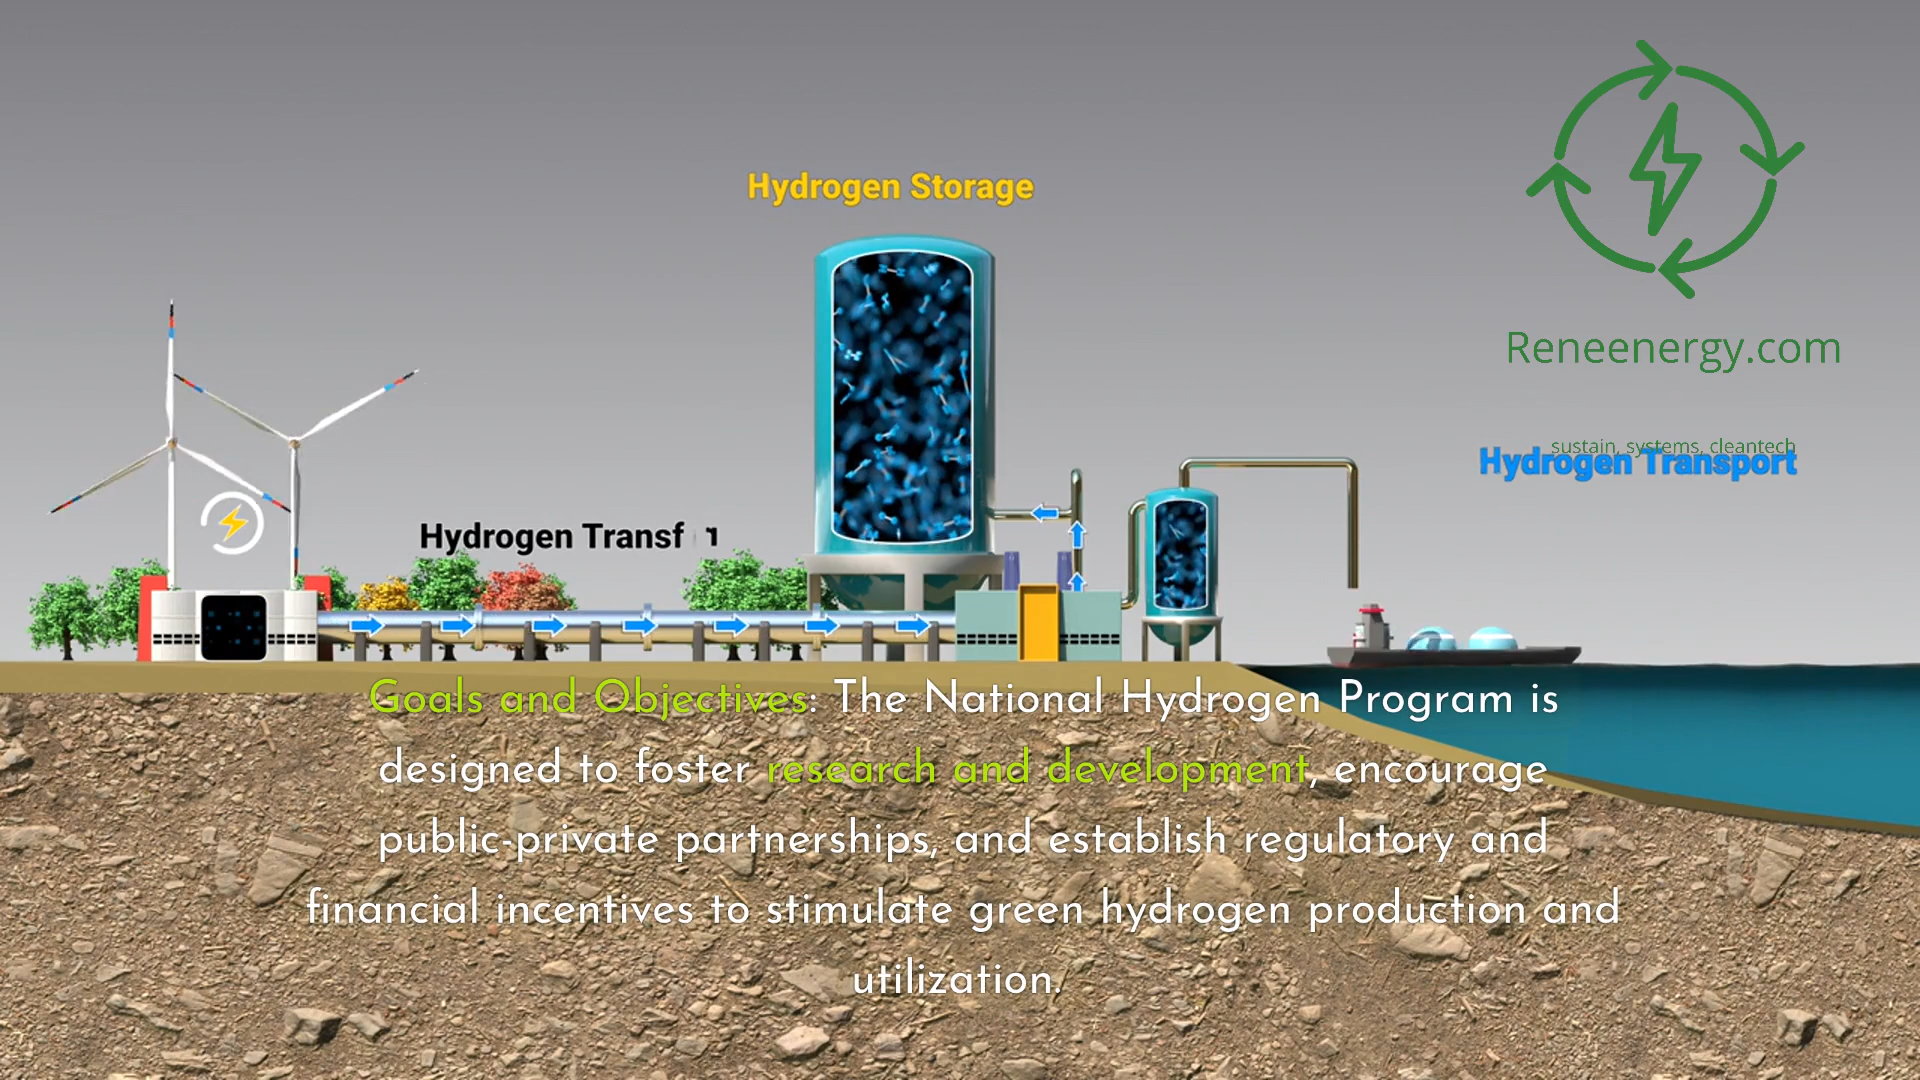 Hydrogen Storage
Reneenergy.com
sustain, systems, cleantech
Hydrogen Transport
Hydrogen
Goals and Objectives: The National Hydrogen Program is
designed to foster research and development, encourage
public-private partnerships, and establish regulatory and
financial incentives to stimulate green hydrogen production and
utilization.